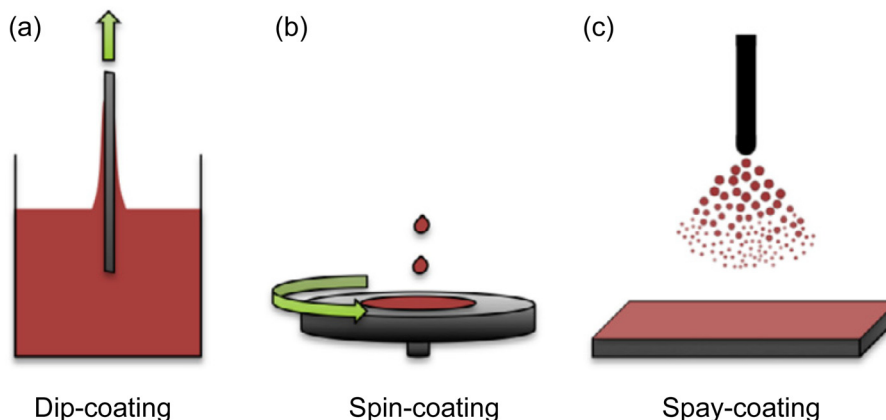 (a)
(b)
(c)
Dip-coating
Spin-coating
Spay-coating